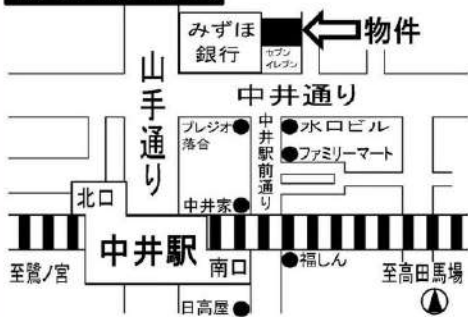 みずほ
銀行
セブン
イレブン
物件
山手通り
中井通り
プレジオ
落合
中井駅前通り
水口ビル
ファミリーマート
北口
中井家
中井駅
南口
福しん
至鷺ノ宮
至高田馬場
日高屋